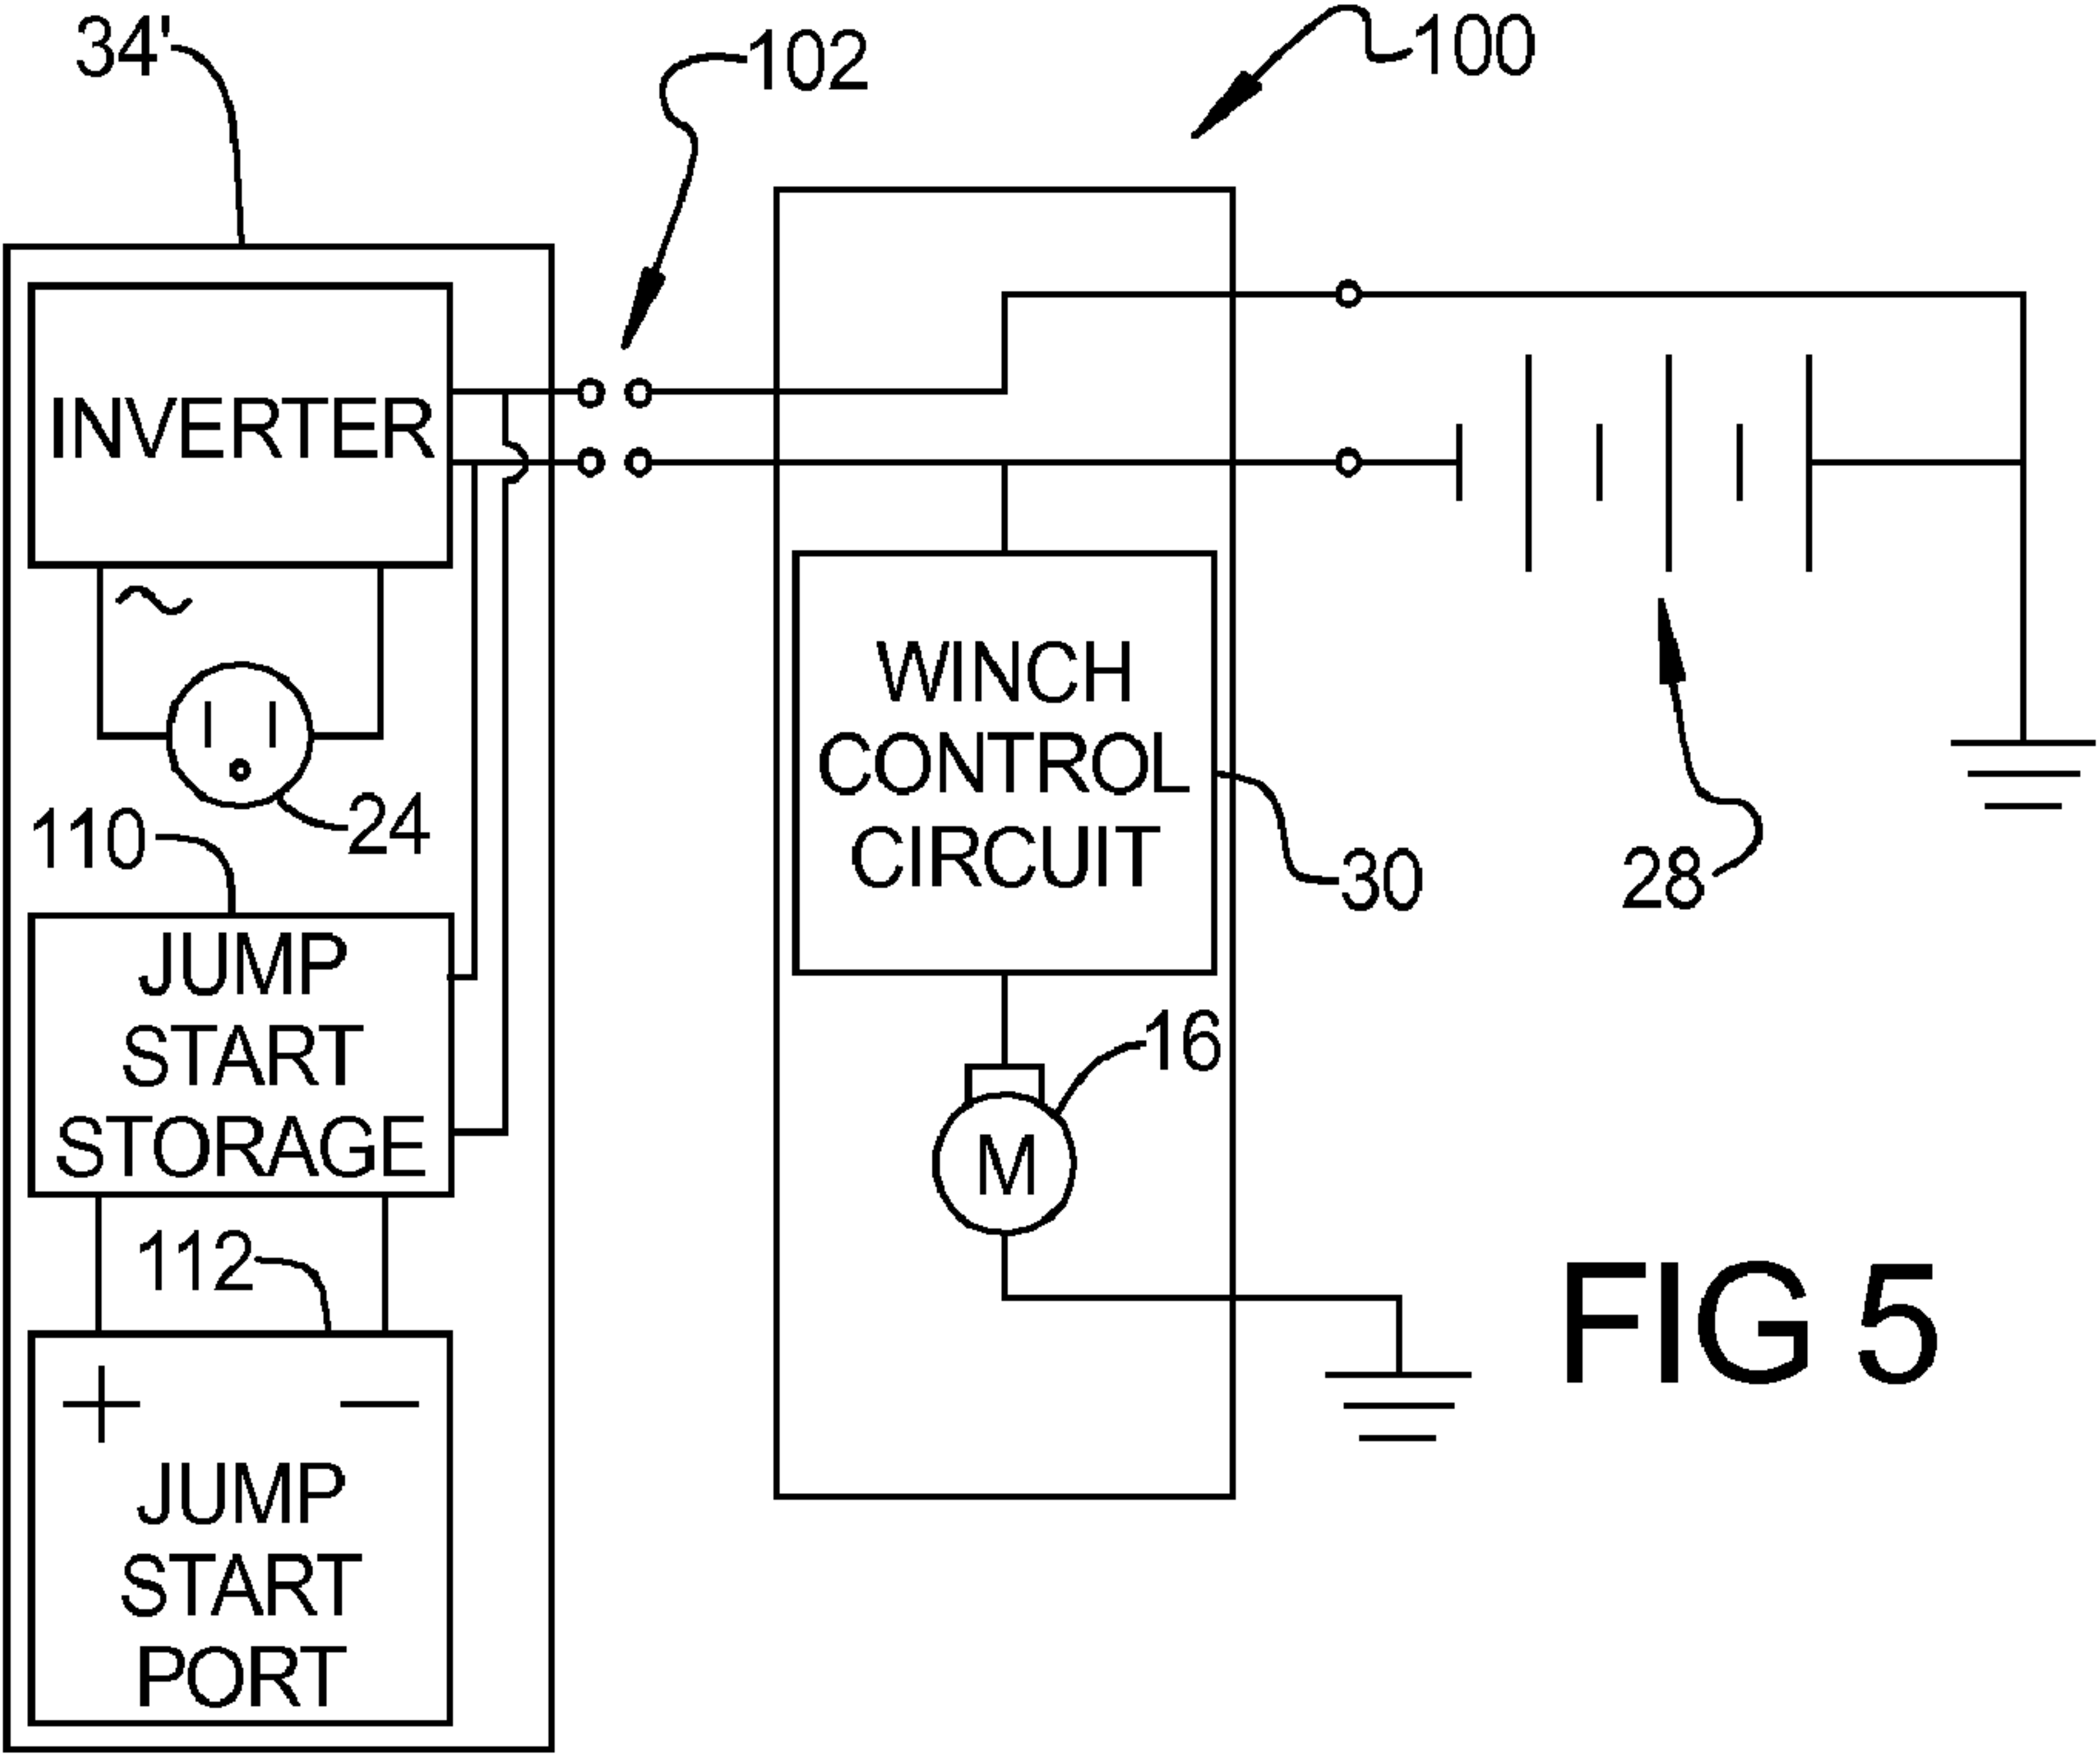 34'
102
100
INVERTER
24
110
JUMP
START
STORAGE
112
+ −
JUMP
START
PORT
WINCH
CONTROL
CIRCUIT
30
28
16
M
FIG 5